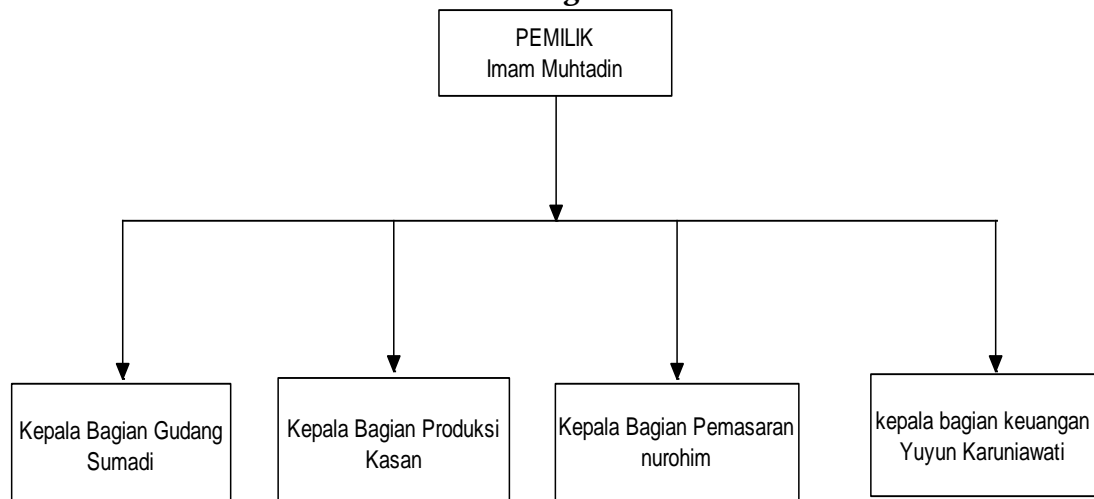 PEMILIK
Imam Muhtadin
Kepala Bagian Gudang
Sumadi
Kepala Bagian Produksi
Kasan
Kepala Bagian Pemasaran
nurohim
kepala bagian keuangan
Yuyun Karuniawati